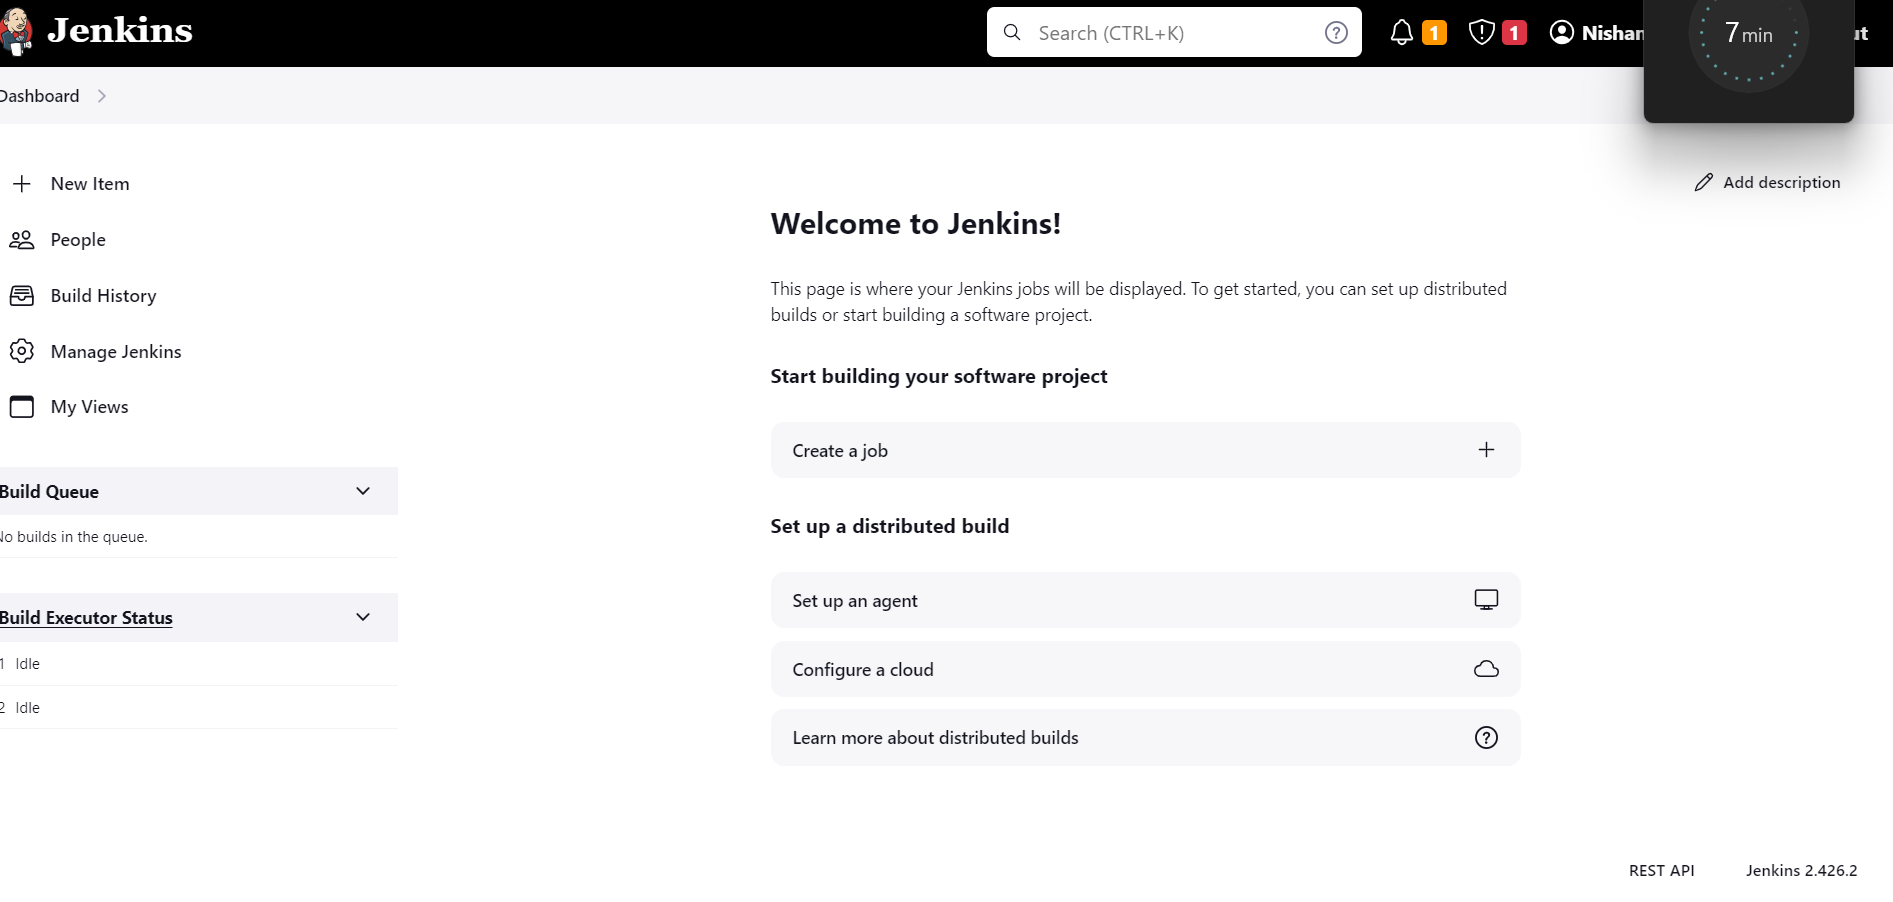 Jenkins
Search (CTRL+K)
1
1
7 min
Dashboard
New Item
People
Build History
Manage Jenkins
My Views
Build Queue
builds in the queue.
Build Executor Status
1 Idle
2 Idle
Add description
Welcome to Jenkins!
This page is where your Jenkins jobs will be displayed. To get started, you can set up distributed
builds or start building a software project.
Start building your software project
Create a job
Set up a distributed build
Set up an agent
Configure a cloud
Learn more about distributed builds
REST API
Jenkins 2.426.2